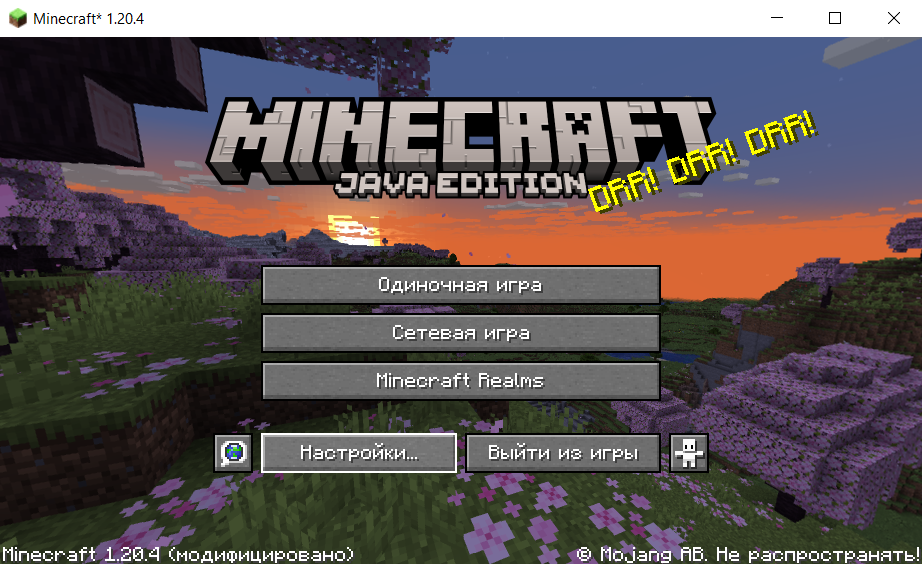 Minecraft* 1.20.4
MINECRAFT
JAVA EDITION
DRR! DRR! DRR!
Одиночная игра
Сетевая игра
Minecraft Realms
Настройки...
Выйти из игры
Minecraft 1.20.4 (модифицировано)
© Mojang AB. Не распространять!